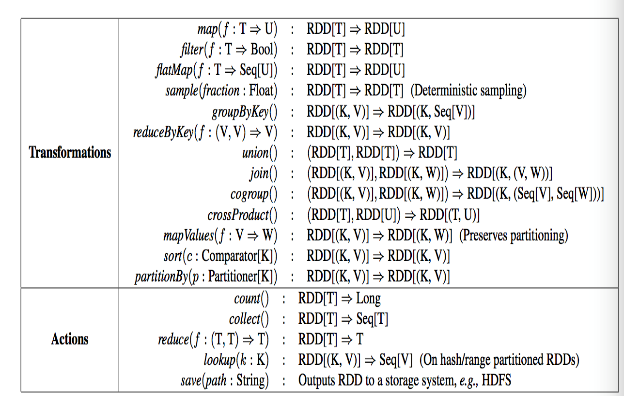 Transformations
map(f : T ⇒ U) : RDD[T] ⇒ RDD[U]
filter(f : T ⇒ Bool) : RDD[T] ⇒ RDD[T]
flatMap(f : T ⇒ Seq[U]) : RDD[T] ⇒ RDD[U]
sample(fraction : Float) : RDD[T] ⇒ RDD[T] (Deterministic sampling)
groupByKey() : RDD[(K, V)] ⇒ RDD[(K, Seq[V])]
reduceByKey(f : (V, V) ⇒ V) : RDD[(K, V)] ⇒ RDD[(K, V)]
union() : (RDD[T], RDD[T]) ⇒ RDD[T]
join() : (RDD[(K, V)], RDD[(K, W)]) ⇒ RDD[(K, (V, W))]
cogroup() : (RDD[(K, V)], RDD[(K, W)]) ⇒ RDD[(K, (Seq[V], Seq[W]))]
crossProduct() : (RDD[T], RDD[U]) ⇒ RDD[(T, U)]
mapValues(f : V ⇒ W) : RDD[(K, V)] ⇒ RDD[(K, W)] (Preserves partitioning)
sort(c : Comparator[K]) : RDD[(K, V)] ⇒ RDD[(K, V)]
partitionBy(p : Partitioner[K]) : RDD[(K, V)] ⇒ RDD[(K, V)]
Actions
count() : RDD[T] ⇒ Long
collect() : RDD[T] ⇒ Seq[T]
reduce(f : (T, T) ⇒ T) : RDD[T] ⇒ T
lookup(k : K) : RDD[(K, V)] ⇒ Seq[V] (On hash/range partitioned RDDs)
save(path : String) : Outputs RDD to a storage system, e.g., HDFS